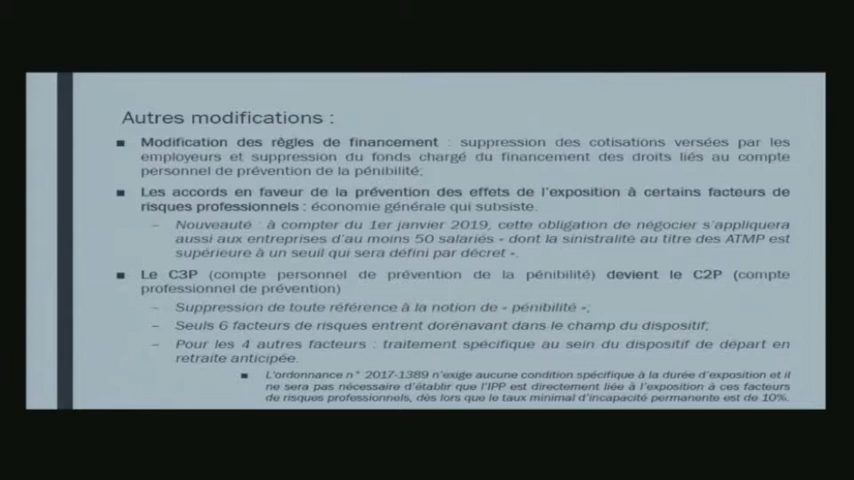 Autres modifications :
■ Modification des règles de financement : suppression des cotisations versées par les
employeurs et suppression du fonds chargé du financement des droits liés au compte
personnel de prévention de la pénibilité;
■ Les accords en faveur de la prévention des effets de l'exposition à certains facteurs de
risques professionnels : économie générale qui subsiste.
– Nouveauté : à compter du 1er janvier 2019, cette obligation de négocier s'appliquera
aussi aux entreprises d'au moins 50 salariés « dont la sinistralité au titre des ATMP est
supérieure à un seuil qui sera défini par décret ».
■ Le C3P (compte personnel de prévention de la pénibilité) devient le C2P (compte
professionnel de prévention)
– Suppression de toute référence à la notion de « pénibilité »;
– Seuls 6 facteurs de risques entrent dorénavant dans le champ du dispositif;
– Pour les 4 autres facteurs : traitement spécifique au sein du dispositif de départ en
retraite anticipée.
■ L'ordonnance n° 2017-1389 n'exige aucune condition spécifique à la durée d'exposition et il
ne sera pas nécessaire d'établir que l'IPP est directement liée à l'exposition à ces facteurs
de risques professionnels, dès lors que le taux minimal d'incapacité permanente est de 10%.